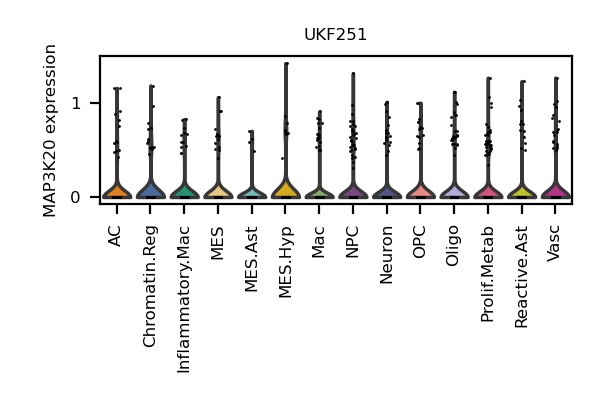 UKF251
MAP3K20 expression
1
0
AC
Chromatin.Reg
Inflammatory.Mac
MES
MES.Ast
MES.Hyp
Mac
NPC
Neuron
OPC
Oligo
Prolif.Metab
Reactive.Ast
Vasc